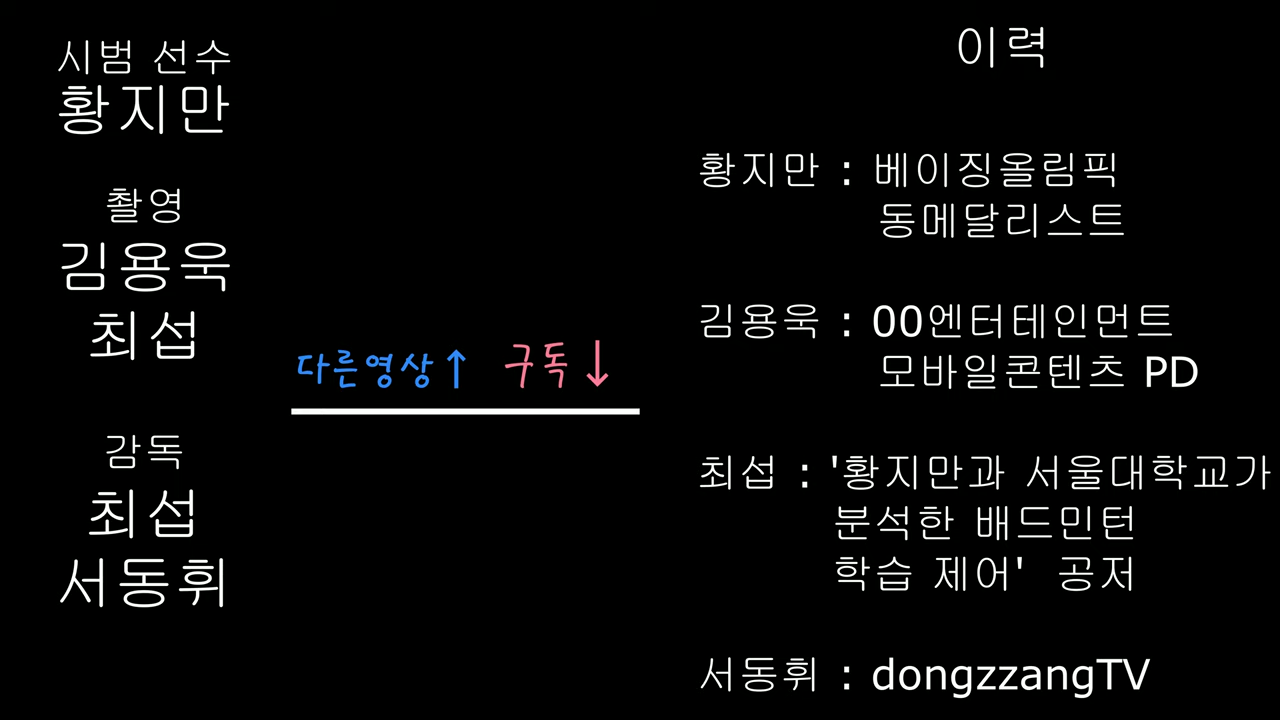 시범 선수
황지만
촬영
김용욱
최섭
감독
최섭
서동휘
다른영상↑ 구독↓
이력
황지만 : 베이징올림픽
동메달리스트
김용욱 : 00엔터테인먼트
모바일콘텐츠 PD
최섭 : '황지만과 서울대학교가
분석한 배드민턴
학습 제어' 공저
서동휘 : dongzzangTV